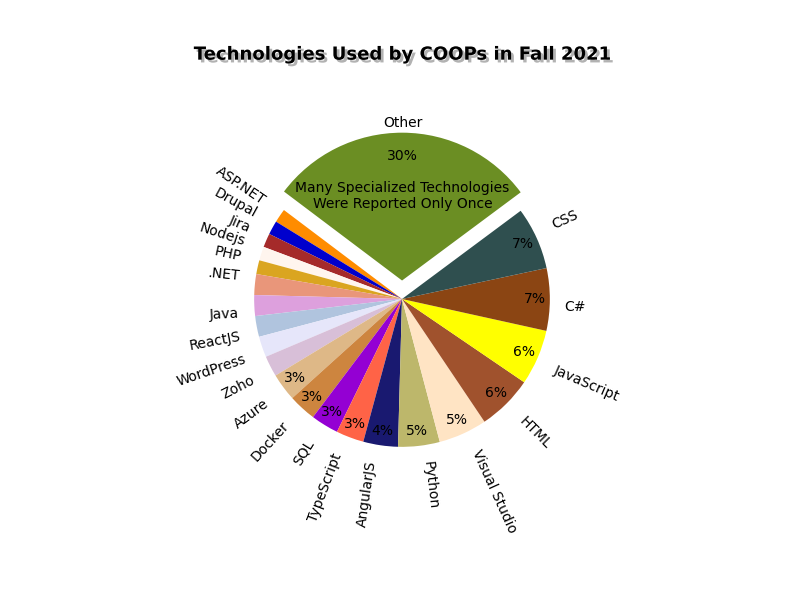 Technologies Used by COOPs in Fall 2021
Other
30%
Many Specialized Technologies
Were Reported Only Once
ASP.NET
Drupal
Jira
Nodejs
PHP
.NET
Java
ReactJS
WordPress
Zoho
Azure
3%
Docker
3%
SQL
3%
TypeScript
3%
AngularJS
4%
Python
5%
Visual Studio
5%
HTML
6%
JavaScript
6%
C#
7%
CSS
7%